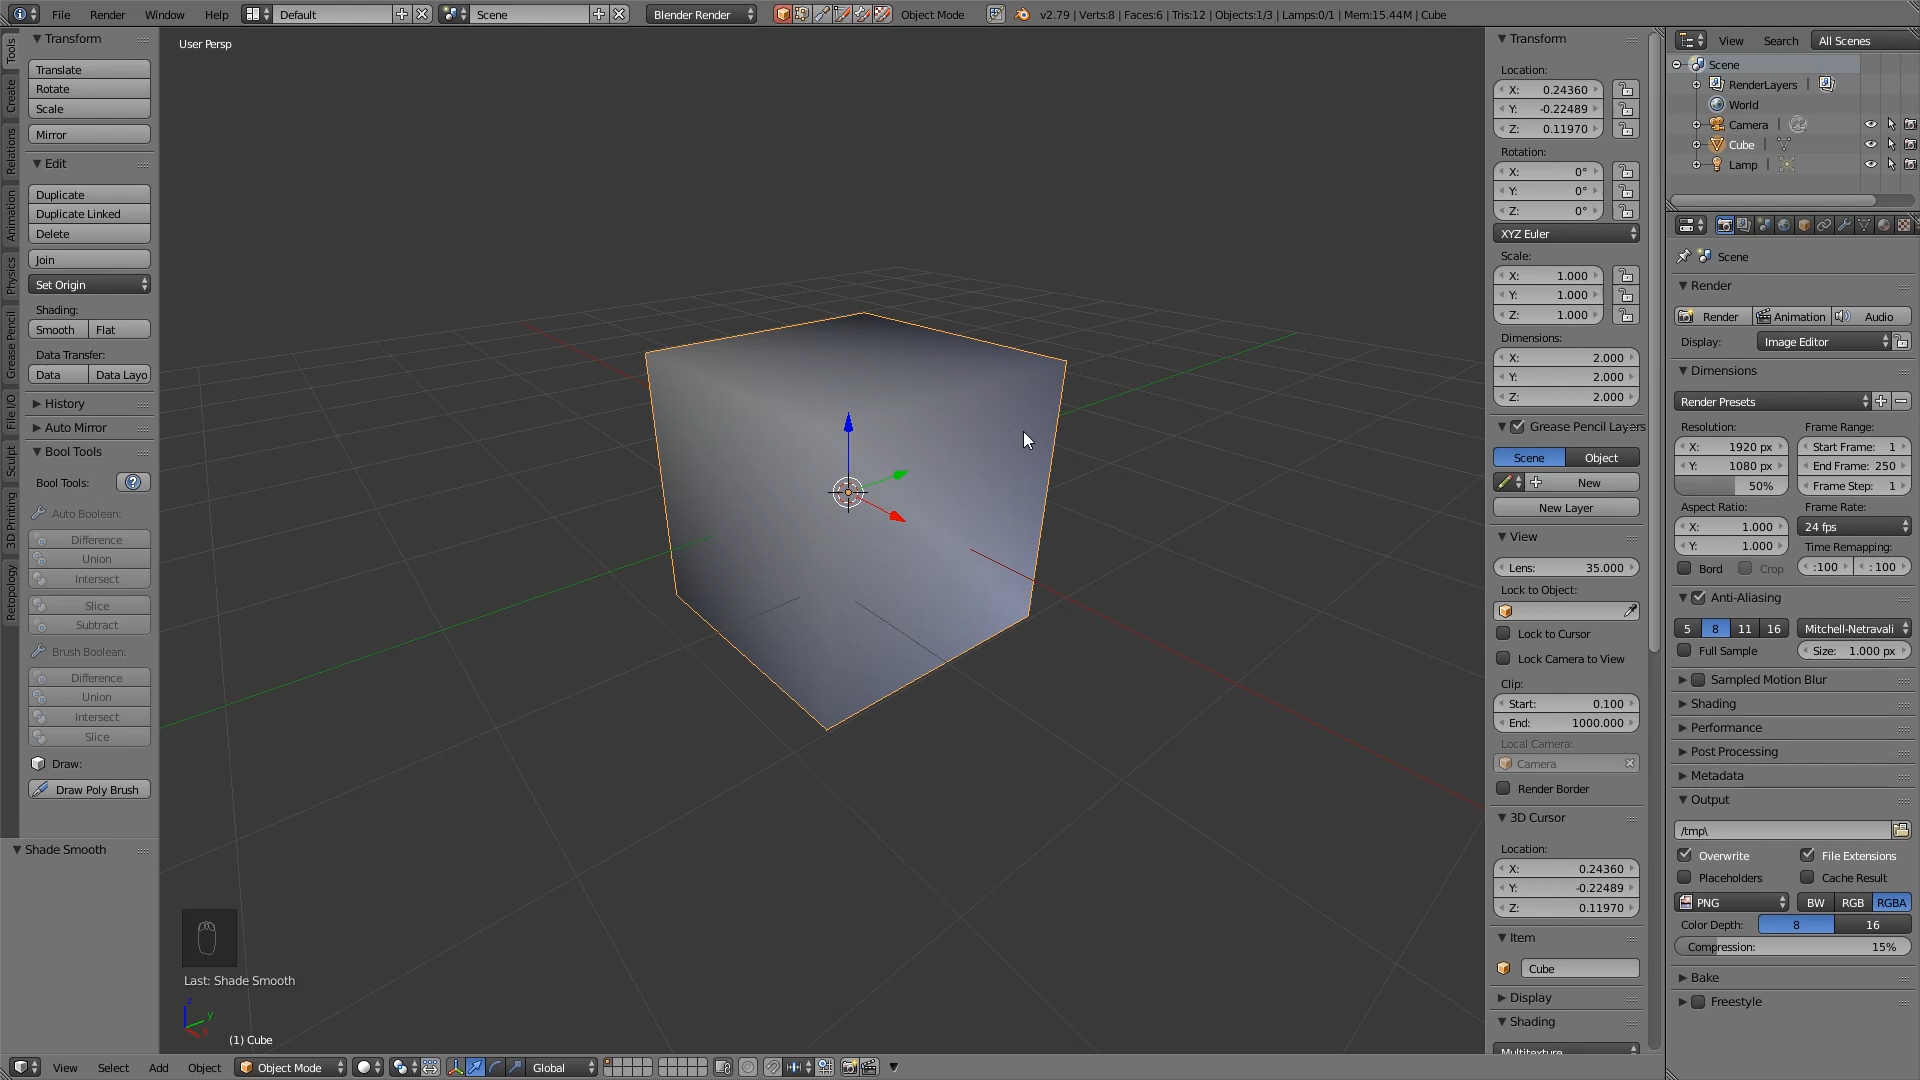 File Render Window Help Default Scene Blender Render Object Mode v2.79 | Verts:8 | Faces:6 | Tris:12 | Objects:1/3 | Lamps:0/1 | Mem:15.44M | Cube
Tools
Create
Relations
Animation
Physics
Grease Pencil
File I/O
Sculpt
3D Printing
Retopology
Transform
Translate
Rotate
Scale
Mirror
Edit
Duplicate
Duplicate Linked
Delete
Join
Set Origin
Shading:
Smooth Flat
Data Transfer:
Data Data Layo
History
Auto Mirror
Bool Tools
Bool Tools: ?
Auto Boolean:
Difference
Union
Intersect
Slice
Subtract
Brush Boolean:
Difference
Union
Intersect
Slice
Draw:
Draw Poly Brush
Shade Smooth
User Persp
Last: Shade Smooth
z
y
(1) Cube
Transform
Location:
X: 0.24360
Y: -0.22489
Z: 0.11970
Rotation:
X: 0°
Y: 0°
Z: 0°
XYZ Euler
Scale:
X: 1.000
Y: 1.000
Z: 1.000
Dimensions:
X: 2.000
Y: 2.000
Z: 2.000
Grease Pencil Layers
Scene Object
New
New Layer
View
Lens: 35.000
Lock to Object:
Lock to Cursor
Lock Camera to View
Clip:
Start: 0.100
End: 1000.000
Local Camera:
Camera
Render Border
3D Cursor
Location:
X: 0.24360
Y: -0.22489
Z: 0.11970
Item
Cube
Display
Shading
Multitexture
View Search All Scenes
Scene
RenderLayers |
World
Camera |
Cube |
Lamp |
Scene
Render
Render Animation Audio
Display: Image Editor
Dimensions
Render Presets
Resolution: Frame Range:
X: 1920 px Start Frame: 1
Y: 1080 px End Frame: 250
50% Frame Step: 1
Aspect Ratio: Frame Rate:
X: 1.000 24 fps
Y: 1.000 Time Remapping:
Bord Crop :100 : 100
Anti-Aliasing
5 8 11 16 Mitchell-Netravali
Full Sample Size: 1.000 px
Sampled Motion Blur
Shading
Performance
Post Processing
Metadata
Output
/tmp\
Overwrite File Extensions
Placeholders Cache Result
PNG BW RGB RGBA
Color Depth: 8 16
Compression: 15%
Bake
Freestyle
View Select Add Object Object Mode Global